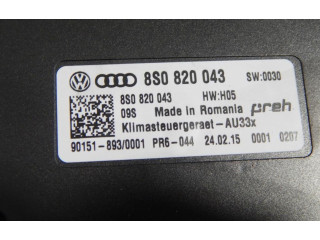 8S0 820 043 SW:0030
8S0 820 043 HW:H05
09S Made in Romania preh
Klimasteuergeraet-AU33x
90151-893/0001 PR6-044 24.02.15 0001 0207